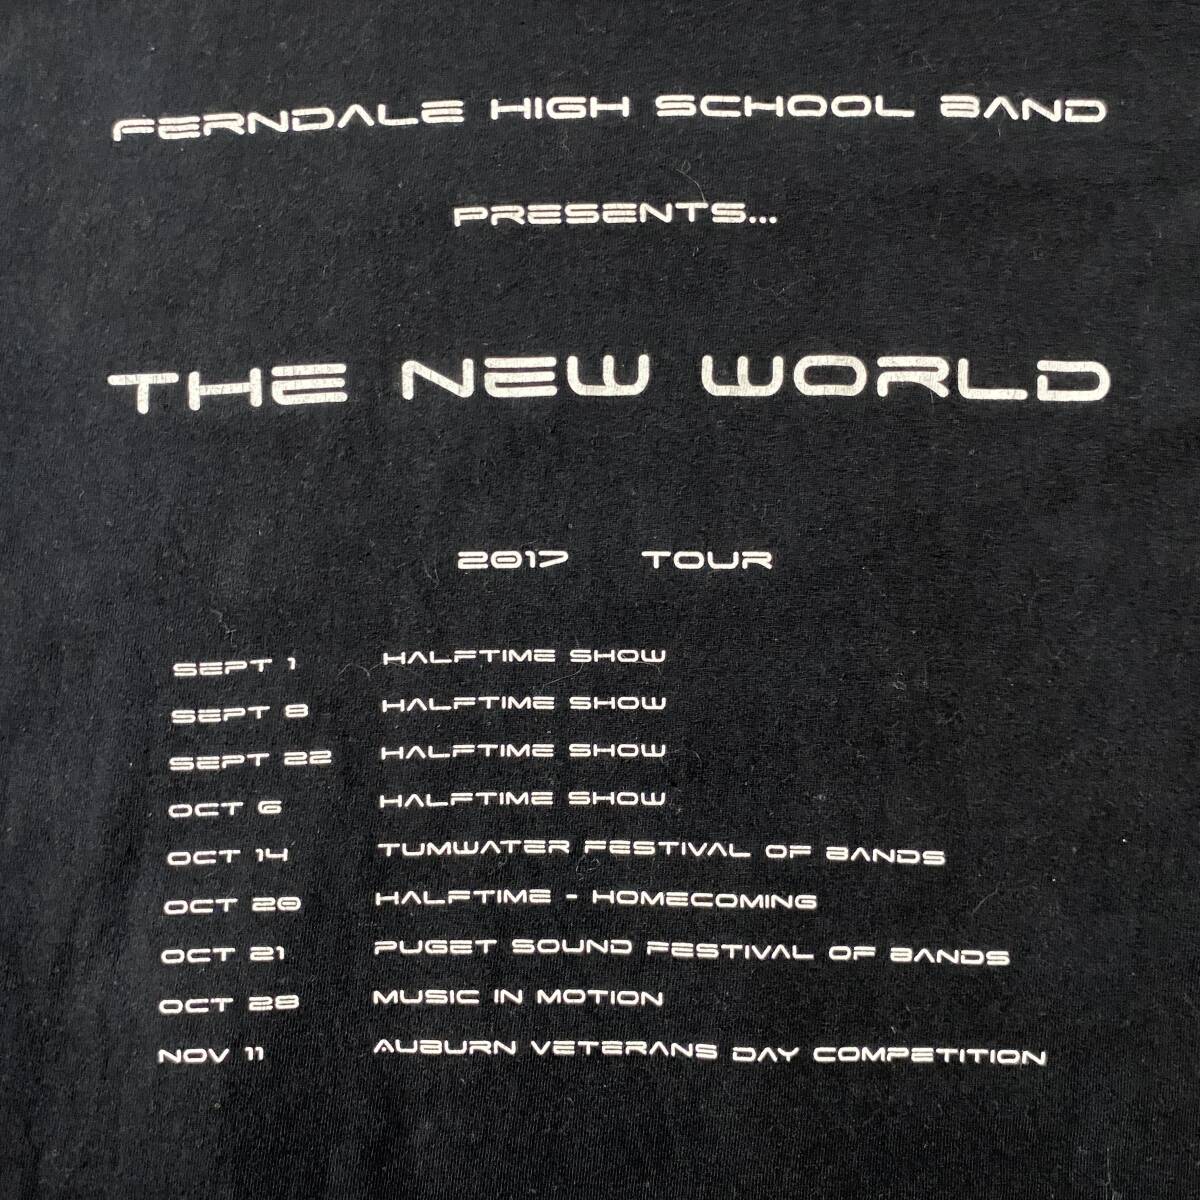 FERNDALE HIGH SCHOOL BAND
PRESENTS...
THE NEW WORLD
2017 TOUR
SEPT 1 HALFTIME SHOW
SEPT 8 HALFTIME SHOW
SEPT 22 HALFTIME SHOW
OCT 6 HALFTIME SHOW
OCT 14 TUMWATER FESTIVAL OF BANDS
OCT 20 HALFTIME - HOMECOMING
OCT 21 PUGET SOUND FESTIVAL OF BANDS
OCT 28 MUSIC IN MOTION
NOV 11 AUBURN VETERANS DAY COMPETITION